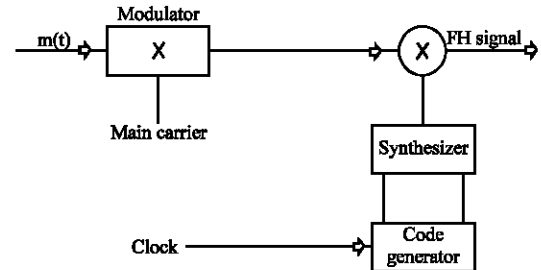 Modulator
m(t)
X
X
FH signal
Main carrier
Synthesizer
Clock
Code
generator